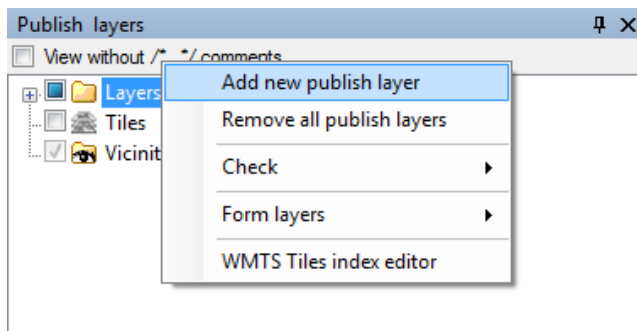 Publish layers
View without /* */ comments
Layers
Add new publish layer
Tiles
Remove all publish layers
Vicinit
Check
Form layers
WMTS Tiles index editor